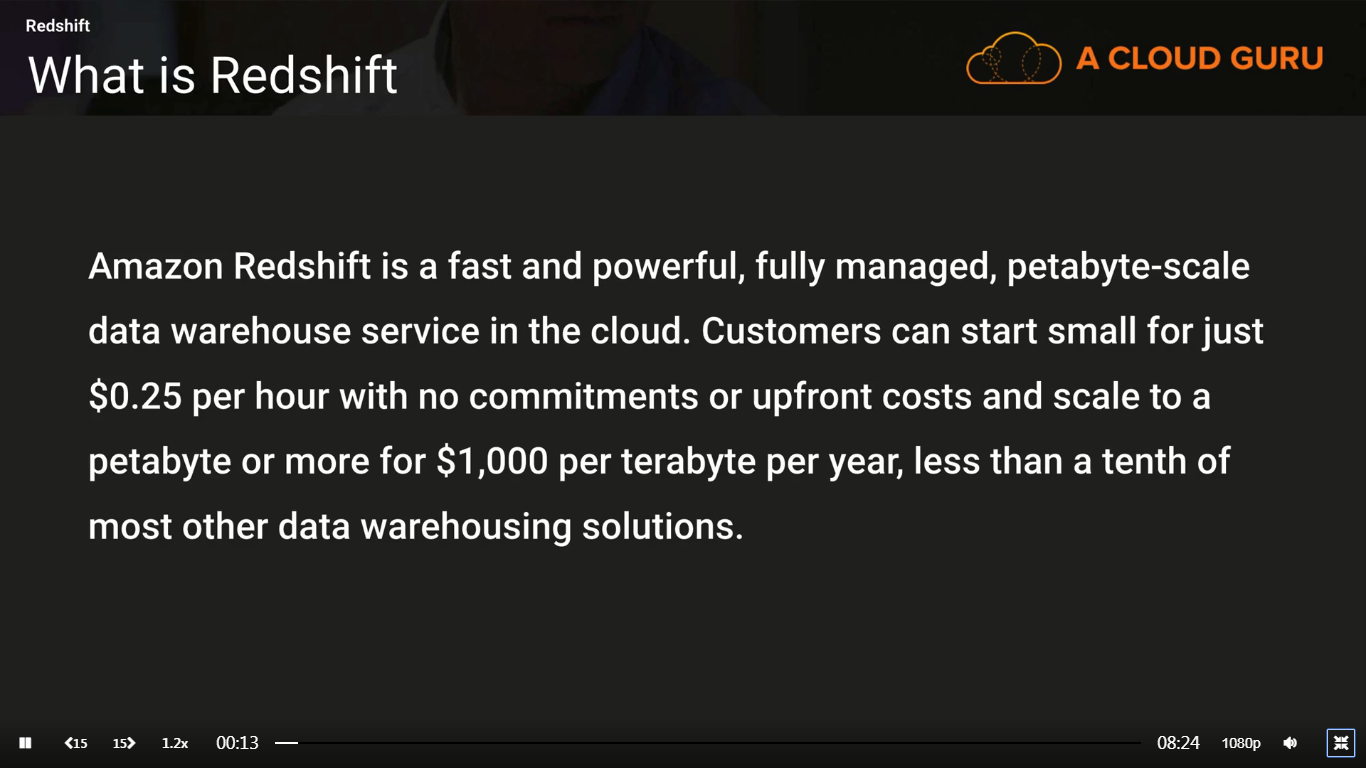 Redshift
What is Redshift
A CLOUD GURU
Amazon Redshift is a fast and powerful, fully managed, petabyte-scale
data warehouse service in the cloud. Customers can start small for just
$0.25 per hour with no commitments or upfront costs and scale to a
petabyte or more for $1,000 per terabyte per year, less than a tenth of
most other data warehousing solutions.
15 15 1.2x 00:13 08:24 1080p